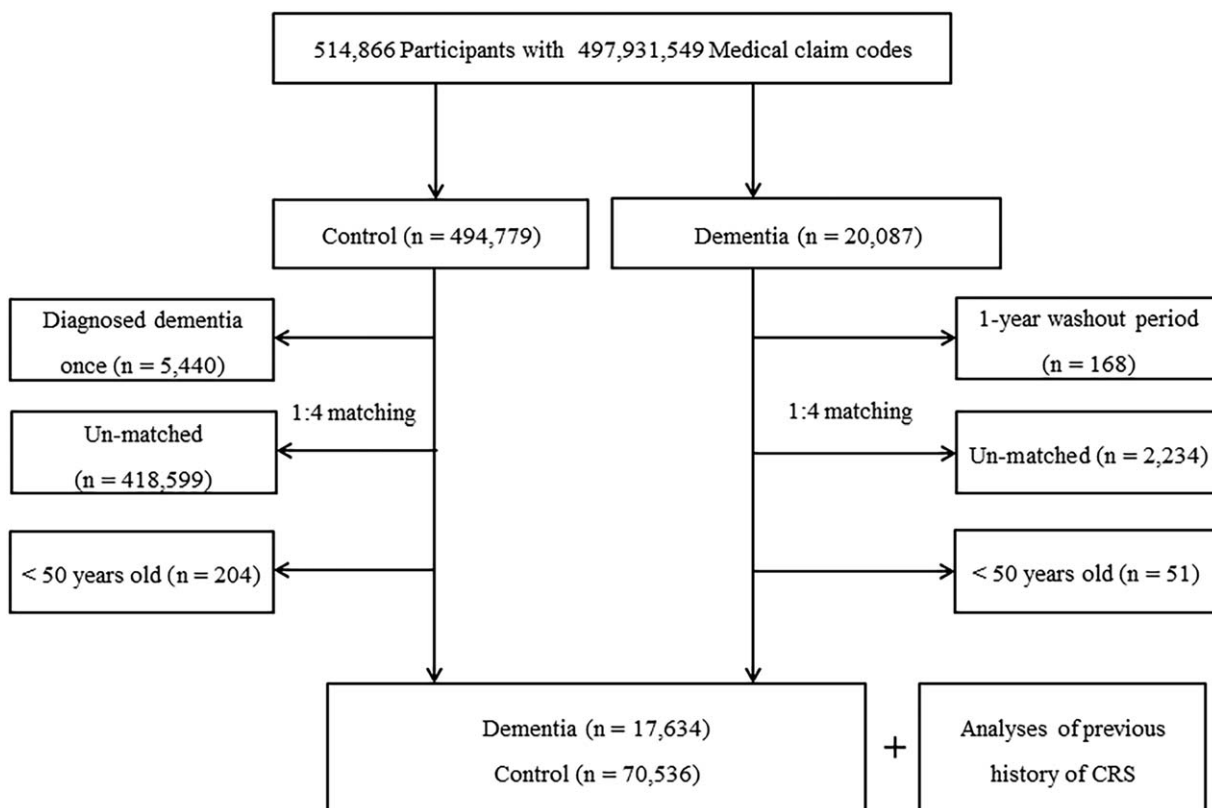 514,866 Participants with 497,931,549 Medical claim codes
Control (n = 494,779)
Dementia (n = 20,087)
Diagnosed dementia
once (n = 5,440)
1-year washout period
(n = 168)
1:4 matching
1:4 matching
Un-matched
(n = 418,599)
Un-matched (n = 2,234)
< 50 years old (n = 204)
< 50 years old (n = 51)
Dementia (n = 17,634)
Control (n = 70,536)
+
Analyses of previous
history of CRS